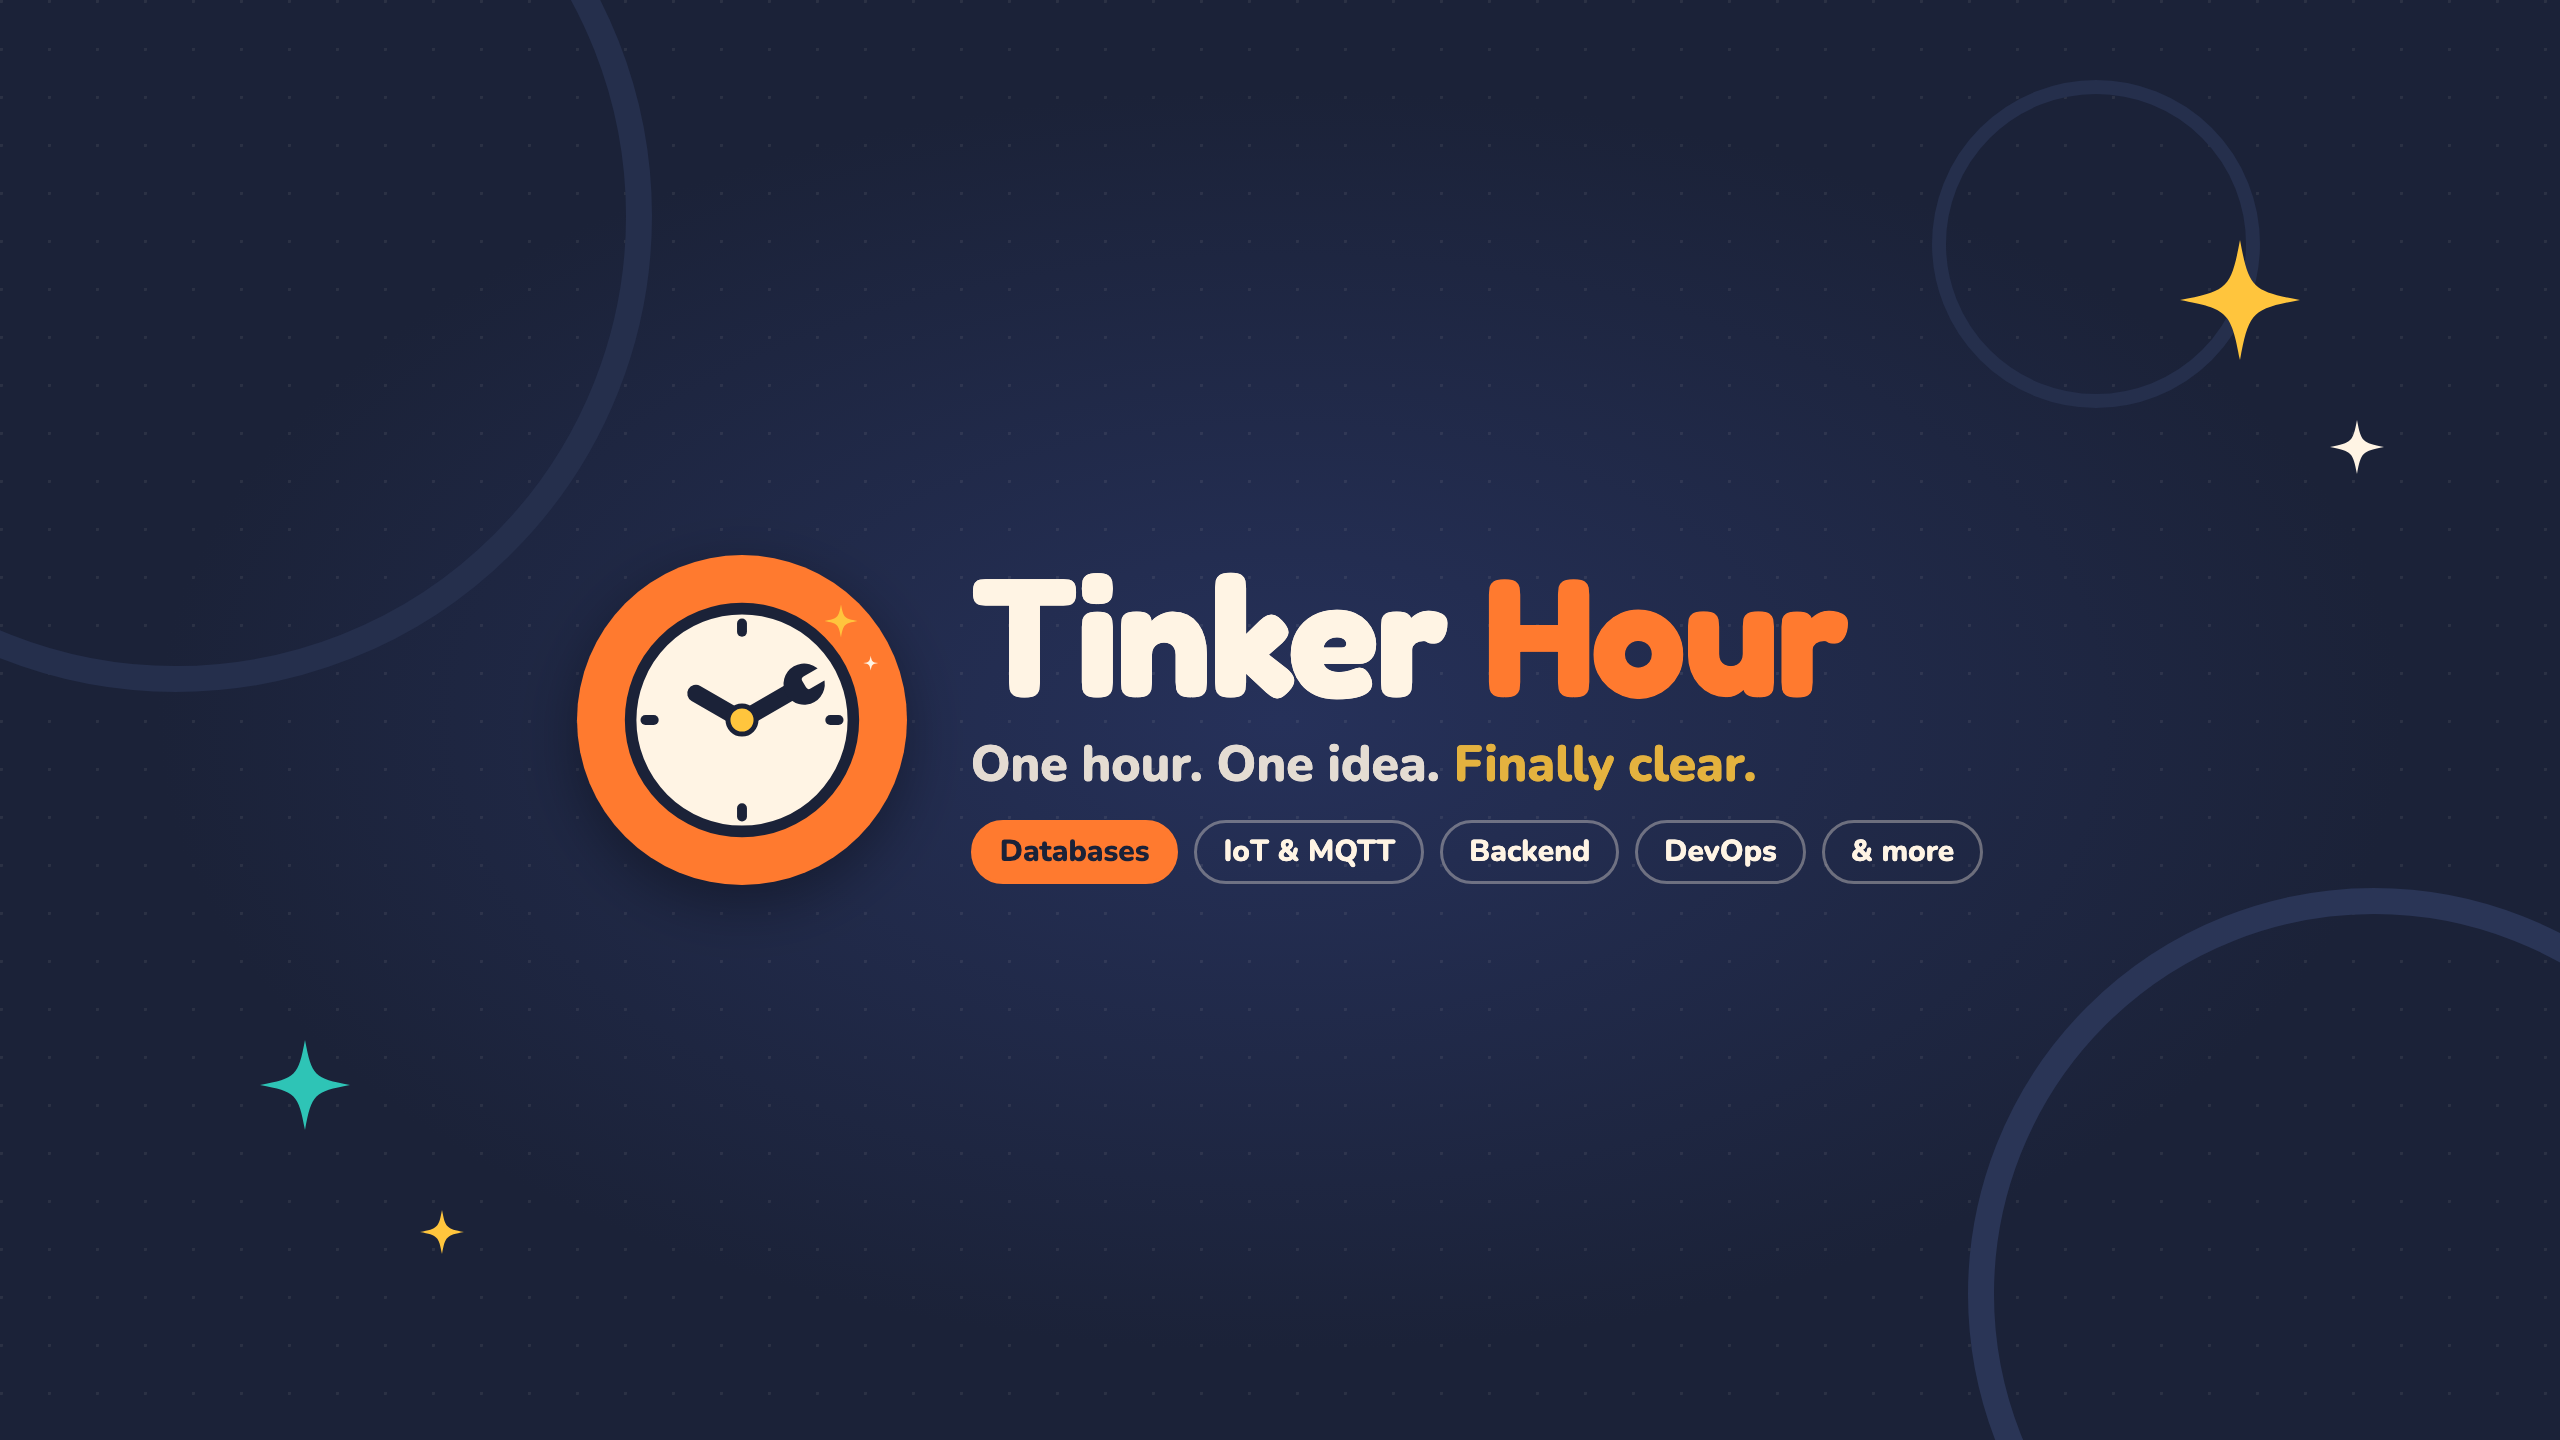 Tinker Hour
One hour. One idea. Finally clear.
Databases IoT & MQTT Backend DevOps & more